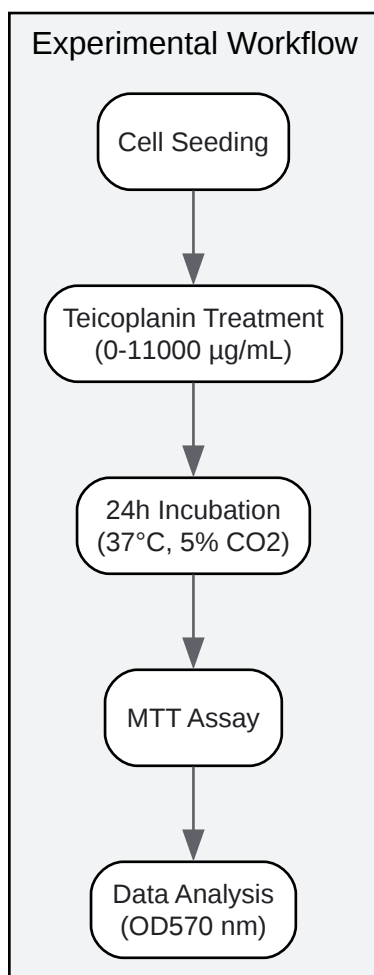 Experimental Workflow
Cell Seeding
Teicoplanin Treatment
(0-11000 µg/mL)
24h Incubation
(37°C, 5% CO2)
MTT Assay
Data Analysis
(OD570 nm)